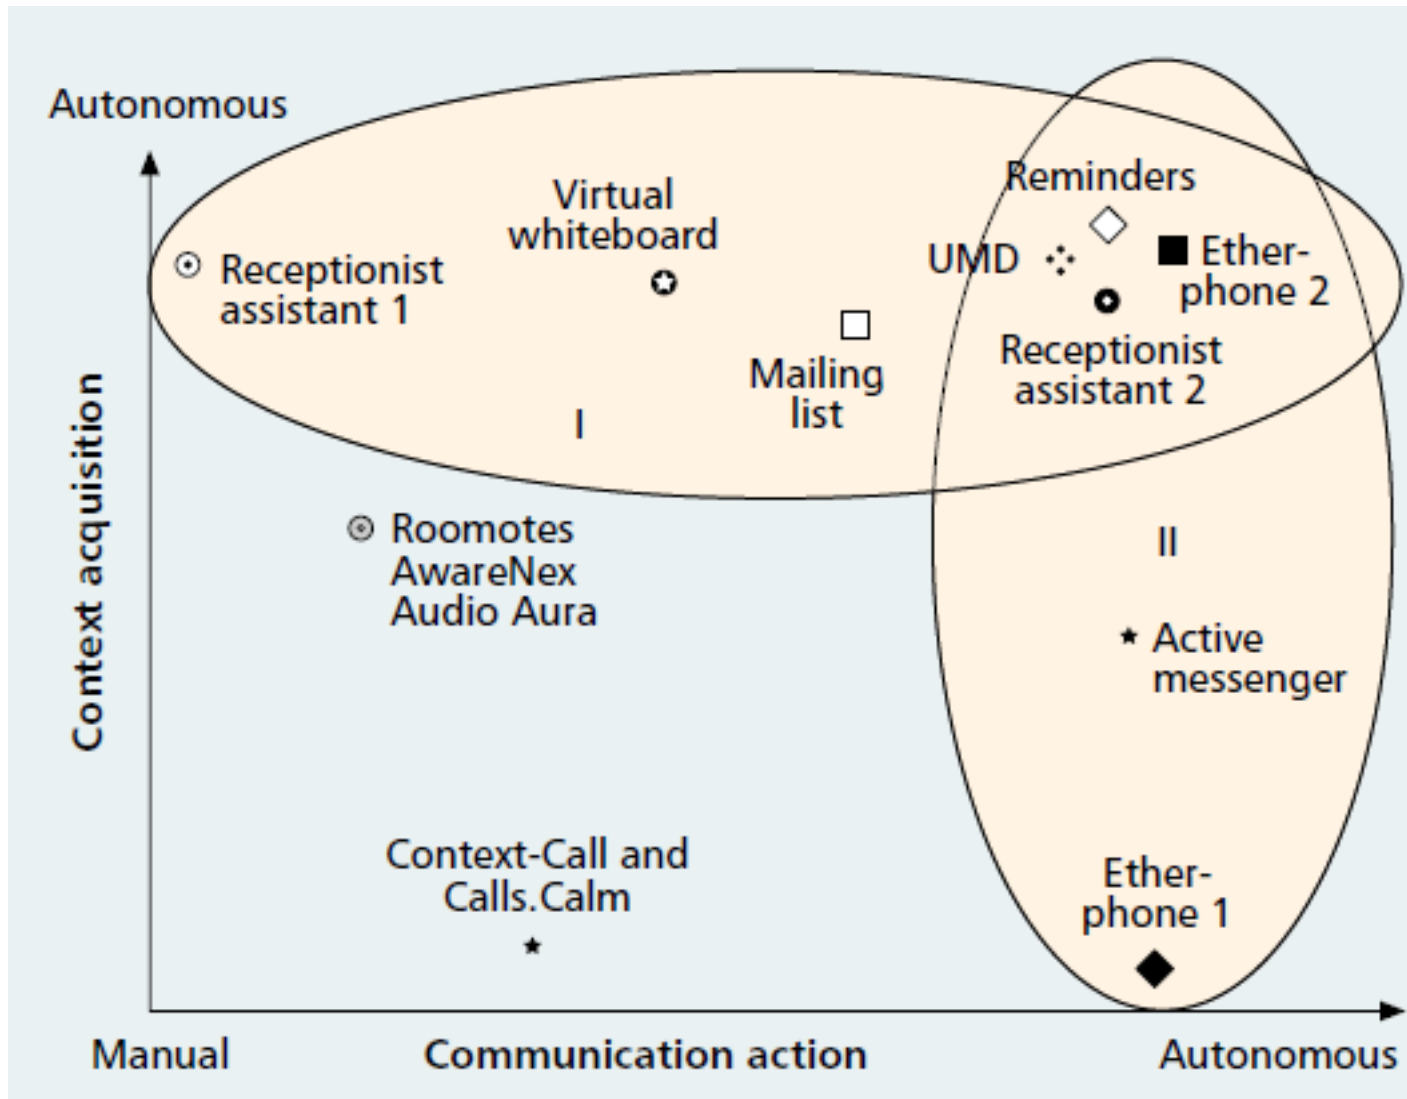 Autonomous
Virtual
whiteboard
Reminders
UMD
Ether-
phone 2
Receptionist
assistant 1
Receptionist
assistant 2
Mailing
list
I
Context acquisition
Roomotes
AwareNex
Audio Aura
II
Active
messenger
Context-Call and
Calls.Calm
Ether-
phone 1
Manual
Communication action
Autonomous